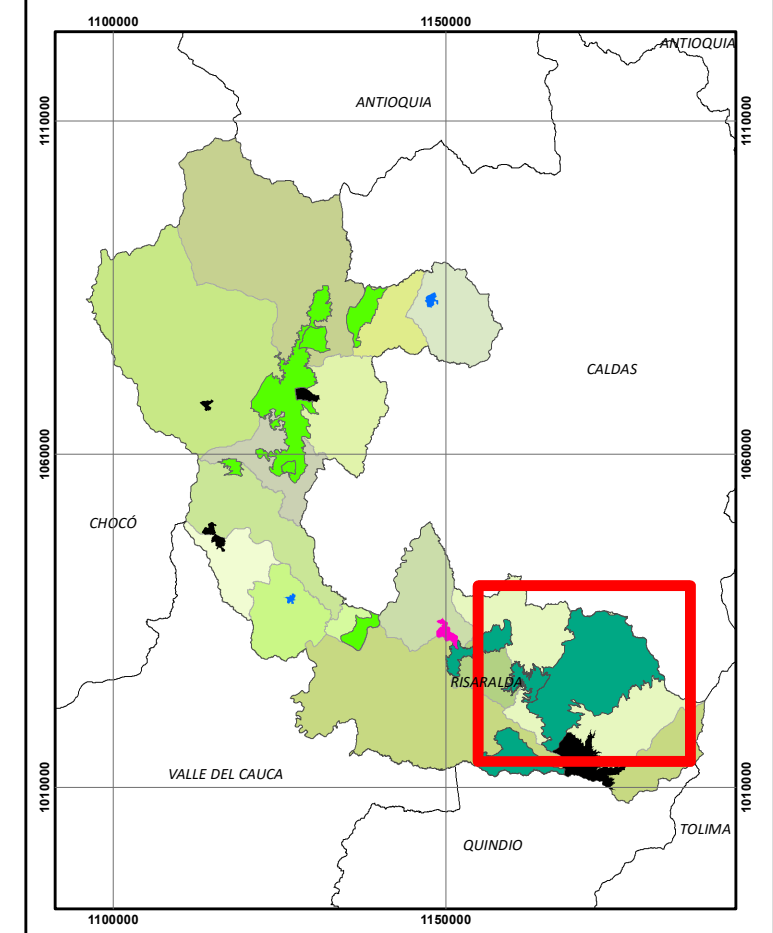 1100000
1150000
ANTIOQUIA
ANTIOQUIA
1110000
1110000
CALDAS
1060000
1060000
CHOCÓ
RISARALDA
VALLE DEL CAUCA
1010000
1010000
TOLIMA
QUINDIO
1100000
1150000